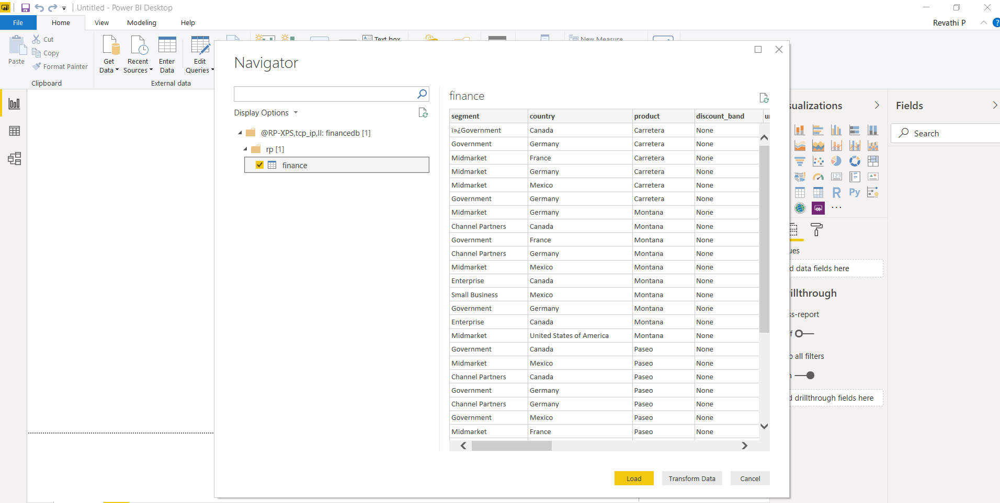 Untitled - Power BI Desktop
File Home View Modeling Help Revathi P
Paste
Cut
Copy
Format Painter
Clipboard
Get Data
Recent Sources
Enter Data
Edit Queries
External data
Text box
New Measure
Navigator
Display Options
@RP-XPS,tcp_ip,II: financedb [1]
rp [1]
finance
finance
segment country product discount_band
ï»¿Government Canada Carretera None
Government Germany Carretera None
Midmarket France Carretera None
Midmarket Germany Carretera None
Midmarket Mexico Carretera None
Government Germany Carretera None
Midmarket Germany Montana None
Channel Partners Canada Montana None
Government France Montana None
Channel Partners Germany Montana None
Midmarket Mexico Montana None
Enterprise Canada Montana None
Small Business Mexico Montana None
Government Germany Montana None
Enterprise Canada Montana None
Midmarket United States of America Montana None
Government Canada Paseo None
Midmarket Mexico Paseo None
Channel Partners Canada Paseo None
Government Germany Paseo None
Channel Partners Germany Paseo None
Government Mexico Paseo None
Midmarket France Paseo None
Load Transform Data Cancel
sualizations
123
R Py
ues
d data fields here
illthrough
ss-report
p all filters
d drillthrough fields here
Fields
Search